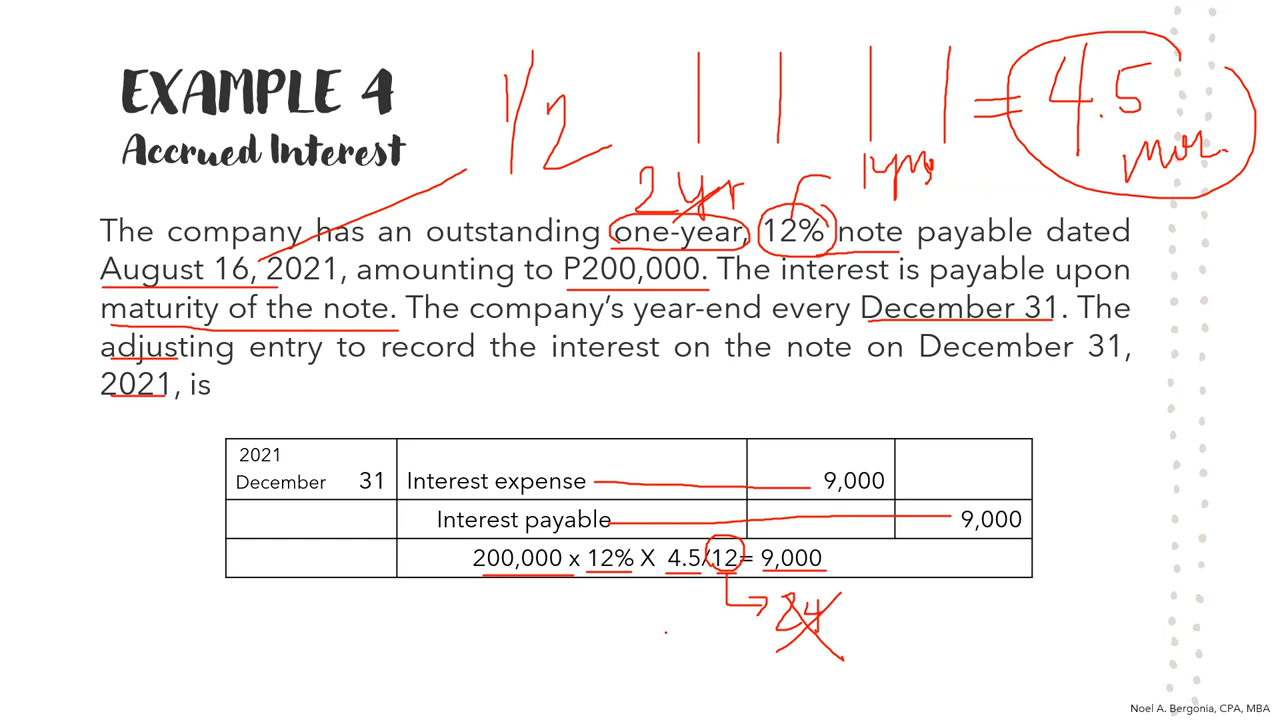 EXAMPLE 4
Accrued Interest
1/2 | | | | = 4.5
mos.
2 yr
The company has an outstanding one-year, 12% note payable dated
August 16, 2021, amounting to P200,000. The interest is payable upon
maturity of the note. The company’s year-end every December 31. The
adjusting entry to record the interest on the note on December 31,
2021, is
2021
December 31 Interest expense 9,000
Interest payable 9,000
200,000 x 12% X 4.5/12= 9,000
24
Noel A. Bergonia, CPA, MBA